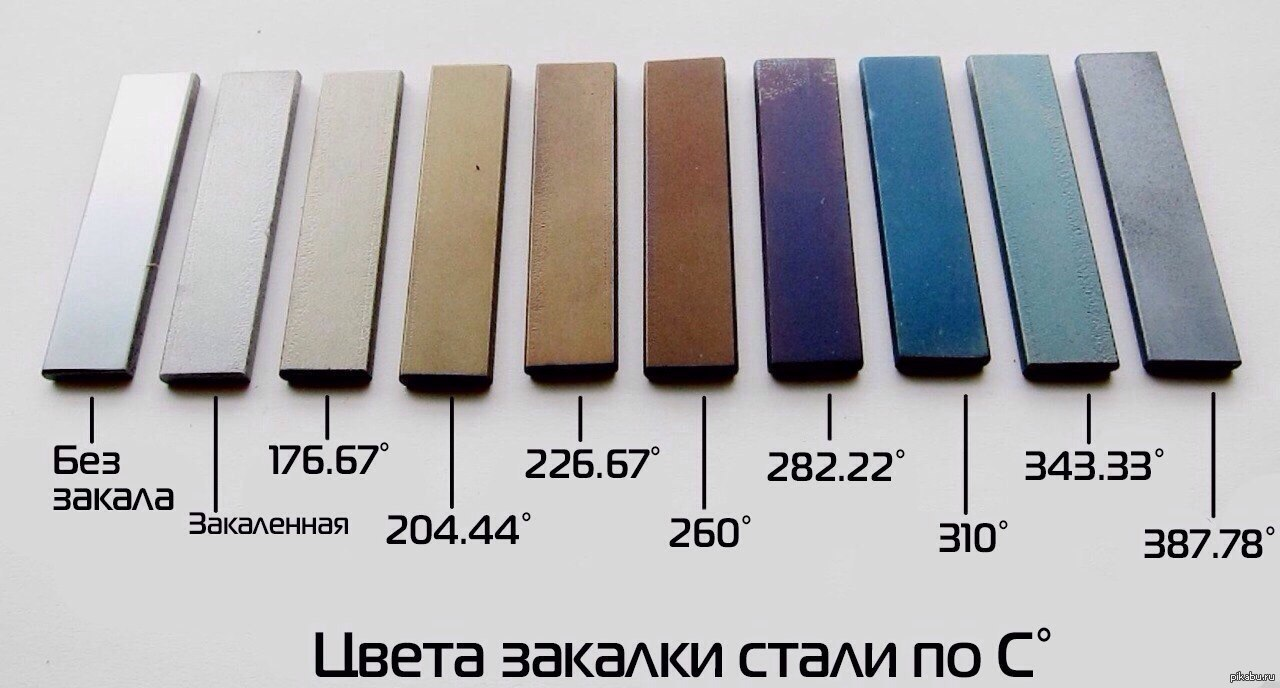 Без
закала
Закаленная
176.67°
204.44°
226.67°
260°
282.22°
310°
343.33°
387.78°
Цвета закалки стали по С°
pikabu.ru